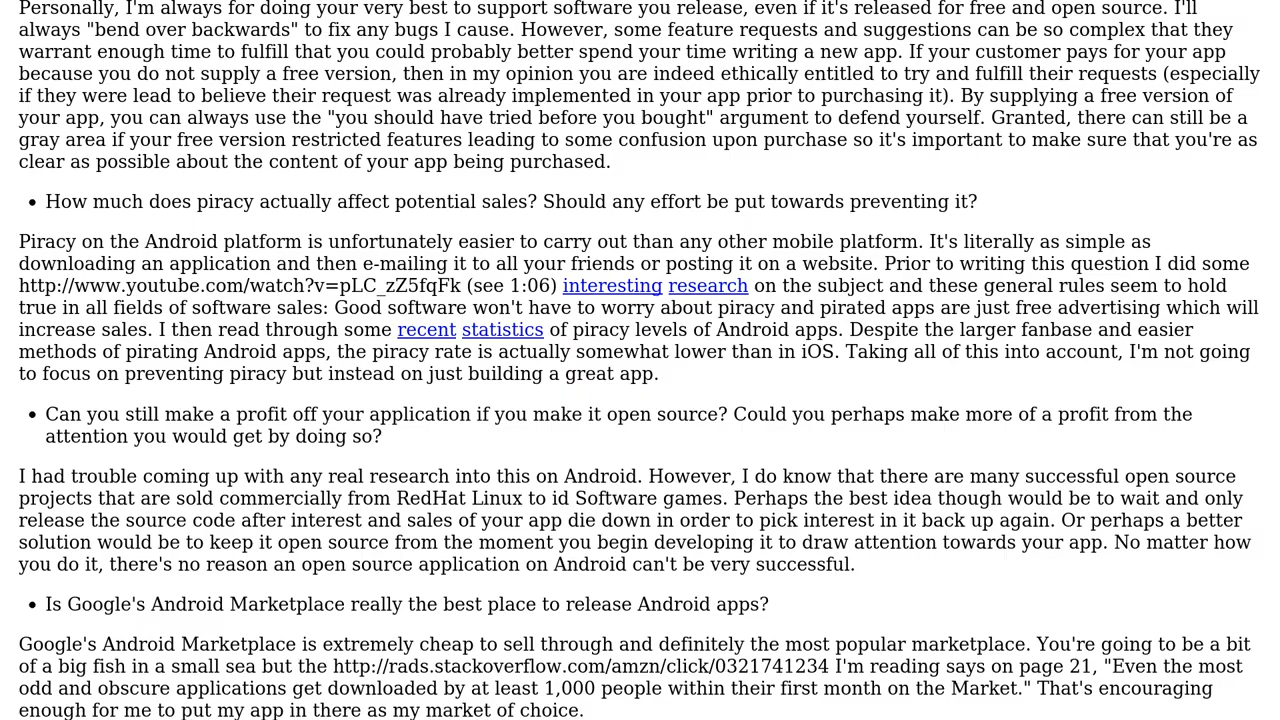 Personally, I'm always for doing your very best to support software you release, even if it's released for free and open source. I'll
always "bend over backwards" to fix any bugs I cause. However, some feature requests and suggestions can be so complex that they
warrant enough time to fulfill that you could probably better spend your time writing a new app. If your customer pays for your app
because you do not supply a free version, then in my opinion you are indeed ethically entitled to try and fulfill their requests (especially
if they were lead to believe their request was already implemented in your app prior to purchasing it). By supplying a free version of
your app, you can always use the "you should have tried before you bought" argument to defend yourself. Granted, there can still be a
gray area if your free version restricted features leading to some confusion upon purchase so it's important to make sure that you're as
clear as possible about the content of your app being purchased.
• How much does piracy actually affect potential sales? Should any effort be put towards preventing it?
Piracy on the Android platform is unfortunately easier to carry out than any other mobile platform. It's literally as simple as
downloading an application and then e-mailing it to all your friends or posting it on a website. Prior to writing this question I did some
http://www.youtube.com/watch?v=pLC_zZ5fqFk (see 1:06) interesting research on the subject and these general rules seem to hold
true in all fields of software sales: Good software won't have to worry about piracy and pirated apps are just free advertising which will
increase sales. I then read through some recent statistics of piracy levels of Android apps. Despite the larger fanbase and easier
methods of pirating Android apps, the piracy rate is actually somewhat lower than in iOS. Taking all of this into account, I'm not going
to focus on preventing piracy but instead on just building a great app.
• Can you still make a profit off your application if you make it open source? Could you perhaps make more of a profit from the
attention you would get by doing so?
I had trouble coming up with any real research into this on Android. However, I do know that there are many successful open source
projects that are sold commercially from RedHat Linux to id Software games. Perhaps the best idea though would be to wait and only
release the source code after interest and sales of your app die down in order to pick interest in it back up again. Or perhaps a better
solution would be to keep it open source from the moment you begin developing it to draw attention towards your app. No matter how
you do it, there's no reason an open source application on Android can't be very successful.
• Is Google's Android Marketplace really the best place to release Android apps?
Google's Android Marketplace is extremely cheap to sell through and definitely the most popular marketplace. You're going to be a bit
of a big fish in a small sea but the http://rads.stackoverflow.com/amzn/click/0321741234 I'm reading says on page 21, "Even the most
odd and obscure applications get downloaded by at least 1,000 people within their first month on the Market." That's encouraging
enough for me to put my app in there as my market of choice.